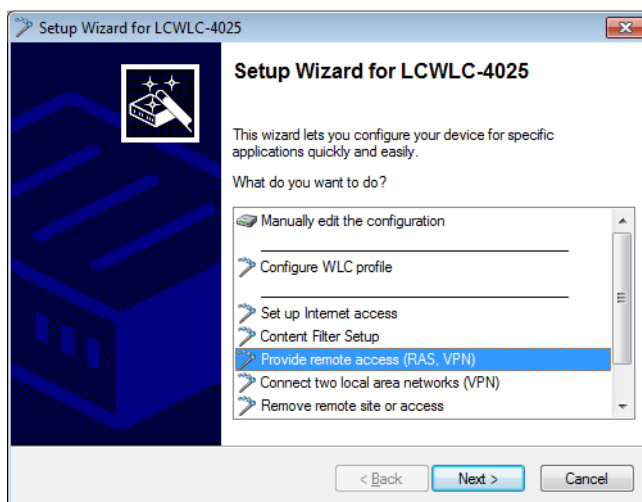 Setup Wizard for LCWLC-4025
Setup Wizard for LCWLC-4025
This wizard lets you configure your device for specific
applications quickly and easily.
What do you want to do?
Manually edit the configuration
Configure WLC profile
Set up Internet access
Content Filter Setup
Provide remote access (RAS, VPN)
Connect two local area networks (VPN)
Remove remote site or access
< Back
Next >
Cancel